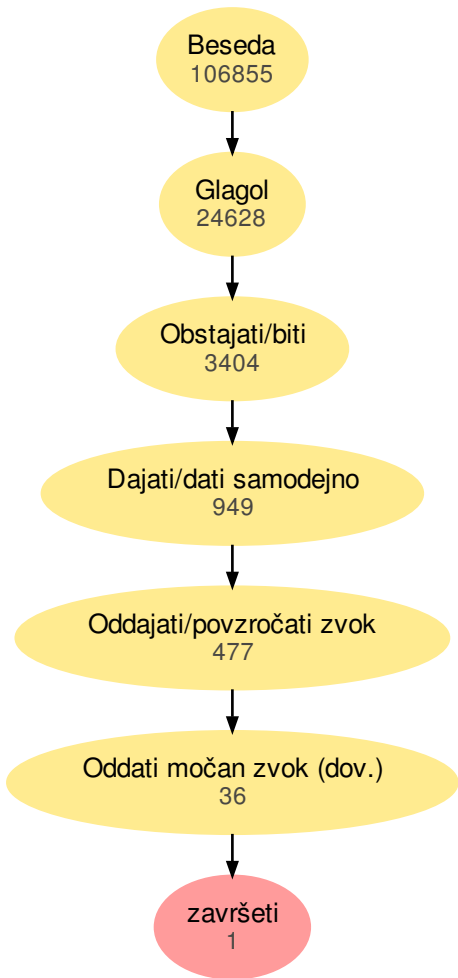 Beseda
106855
Glagol
24628
Obstajati/biti
3404
Dajati/dati samodejno
949
Oddajati/povzročati zvok
477
Oddati močan zvok (dov.)
36
završeti
1